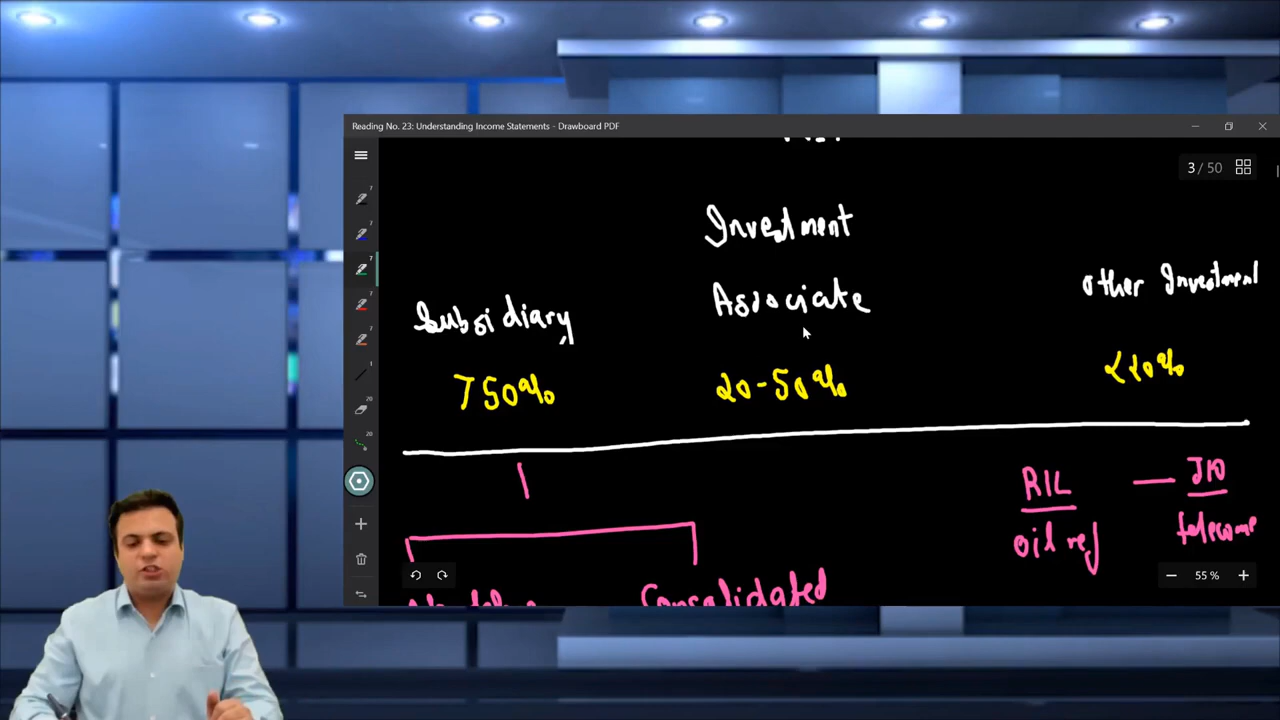 Reading No. 23: Understanding Income Statements - Drawboard PDF
3 / 50
Investment
Subsidiary
Associate
Other Investment
>50%
20-50%
<20%
RIL — JIO
oil ref
telecome
Consolidated
55 %